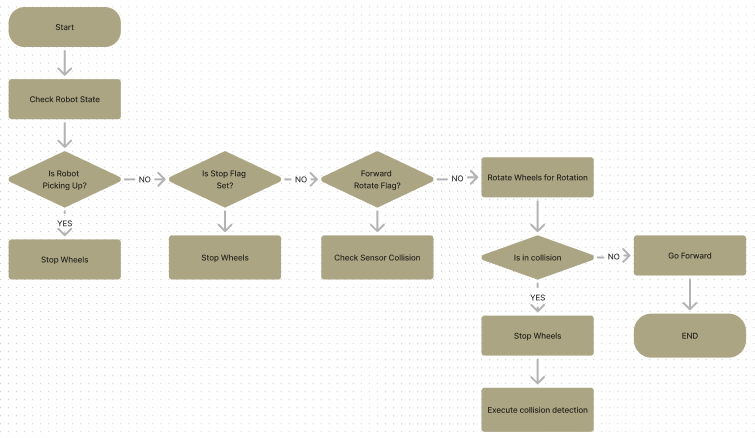 Start
Check Robot State
Is Robot
Picking Up?
NO
Is Stop Flag
Set?
NO
Forward
Rotate Flag?
NO
Rotate Wheels for Rotation
YES
Stop Wheels
Stop Wheels
Check Sensor Collision
Is in collision
NO
Go Forward
YES
Stop Wheels
END
Execute collision detection